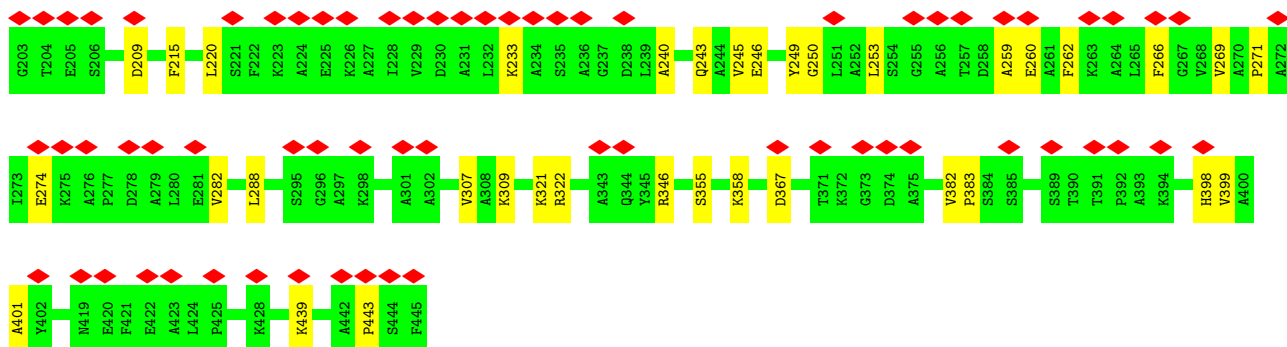 G203 T204 E205 S206 D209 F215 L220 S221 F222 K223 A224 E225 K226 A227 I228 V229 D230 A231 L232 K233 A234 S235 A236 G237 D238 L239 A240 Q243 A244 V245 E246 Y249 G250 L251 A252 L253 S254 G255 A256 T257 D258 A259 E260 A261 F262 K263 A264 L265 F266 G267 V268 V269 A270 P271 A272
I273 E274 K275 A276 P277 D278 A279 L280 E281 V282 L288 S295 G296 A297 K298 A301 A302 V307 A308 K309 K321 R322 A343 Q344 Y345 R346 S355 K358 D367 T371 K372 G373 D374 A375 V382 P383 S384 S385 S389 T390 T391 P392 A393 K394 H398 V399 A400
A401 Y402 N419 E420 F421 E422 A423 L424 P425 K428 K439 A442 P443 S444 F445